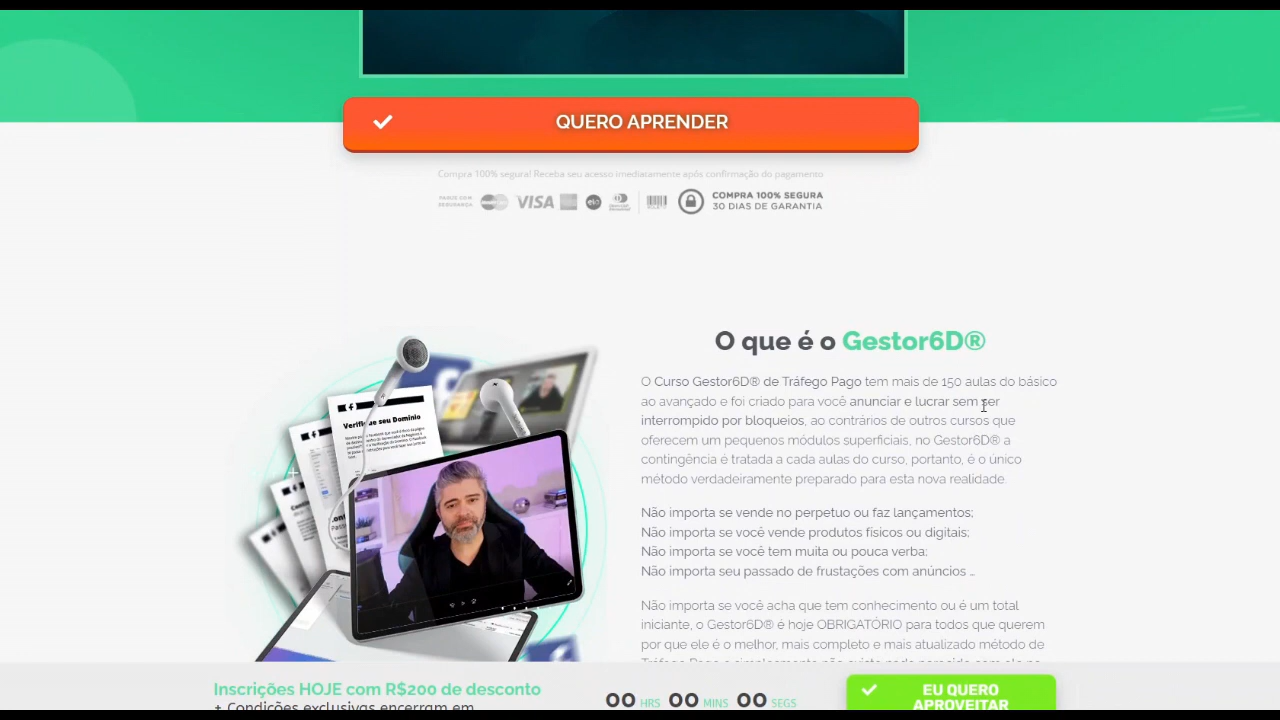 QUERO APRENDER
Compra 100% segura! Receba seu acesso imediatamente após confirmação do pagamento
PAGUE COM
SEGURANÇA
VISA
elo
COMPRA 100% SEGURA
30 DIAS DE GARANTIA
O que é o Gestor6D®
O Curso Gestor6D® de Tráfego Pago tem mais de 150 aulas do básico
ao avançado e foi criado para você anunciar e lucrar sem ser
interrompido por bloqueios, ao contrários de outros cursos que
oferecem um pequenos módulos superficiais, no Gestor6D® a
contingência é tratada a cada aulas do curso, portanto, é o único
método verdadeiramente preparado para esta nova realidade.
Não importa se vende no perpetuo ou faz lançamentos;
Não importa se você vende produtos físicos ou digitais;
Não importa se você tem muita ou pouca verba;
Não importa seu passado de frustações com anúncios ...
Não importa se você acha que tem conhecimento ou é um total
iniciante, o Gestor6D® é hoje OBRIGATÓRIO para todos que querem
por que ele é o melhor, mais completo e mais atualizado método de
Verifique seu Domínio
Inscrições HOJE com R$200 de desconto
+ Condições exclusivas encerram em
00 HRS 00 MINS 00 SEGS
EU QUERO
APROVEITAR